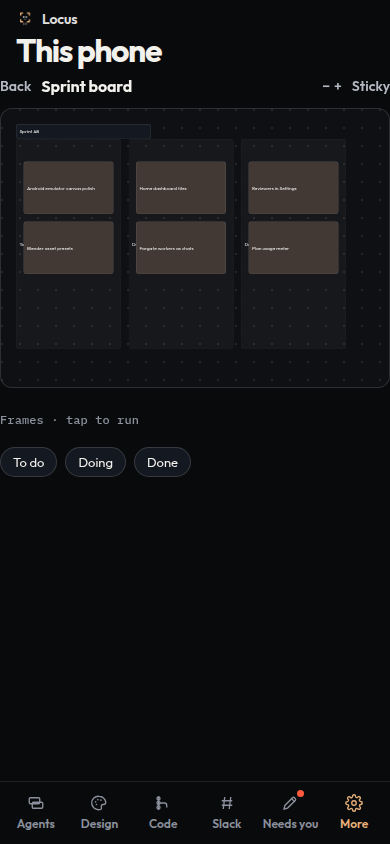 Locus
This phone
Back Sprint board − + Sticky
Sprint 48
Android emulator canvas polish
Home dashboard files
Reviewers in Settings
Blender asset presets
Fargate workers as chats
Plan usage meter
Frames · tap to run
To do Doing Done
Agents Design Code Slack Needs you More